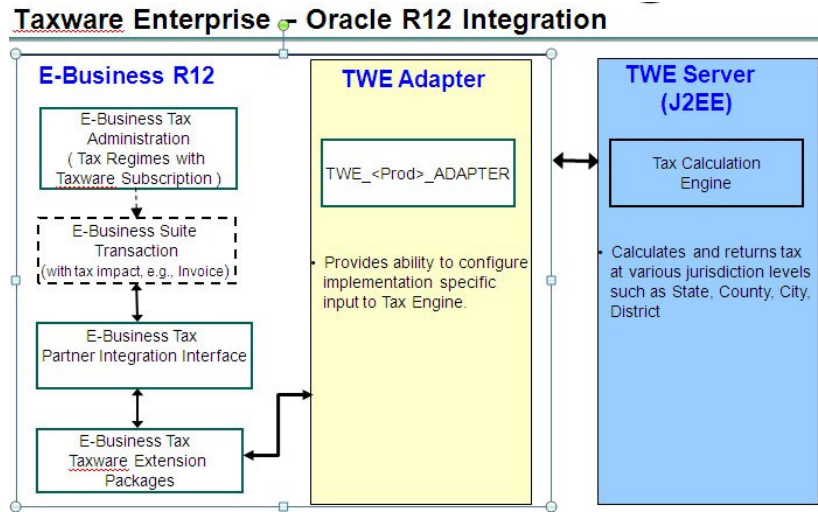 Taxware Enterprise – Oracle R12 Integration
E-Business R12
E-Business Tax
Administration
( Tax Regimes with
Taxware Subscription )
E-Business Suite
Transaction
(with tax impact, e.g., Invoice)
E-Business Tax
Partner Integration Interface
E-Business Tax
Taxware Extension
Packages
TWE Adapter
TWE_<Prod>_ADAPTER
• Provides ability to configure
implementation specific
input to Tax Engine.
TWE Server
(J2EE)
Tax Calculation
Engine
• Calculates and returns tax
at various jurisdiction levels
such as State, County, City,
District